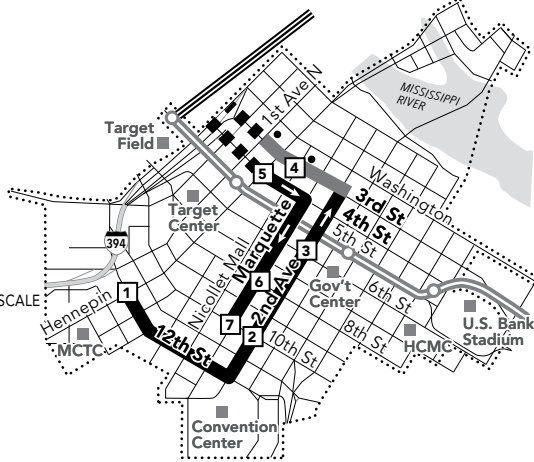 MISSISSIPPI
RIVER
1st Ave N
Target
Field
4
5
Washington
3rd St
4th St
5th St
Target
Center
394
Marquette
Nicollet Mal
3
6
2nd Ave
Gov't
Center
6th St
SCALE
Hennepin
1
7
2
10th St
8th St
HCMC
U.S. Bank
Stadium
MCTC
12th St
Convention
Center